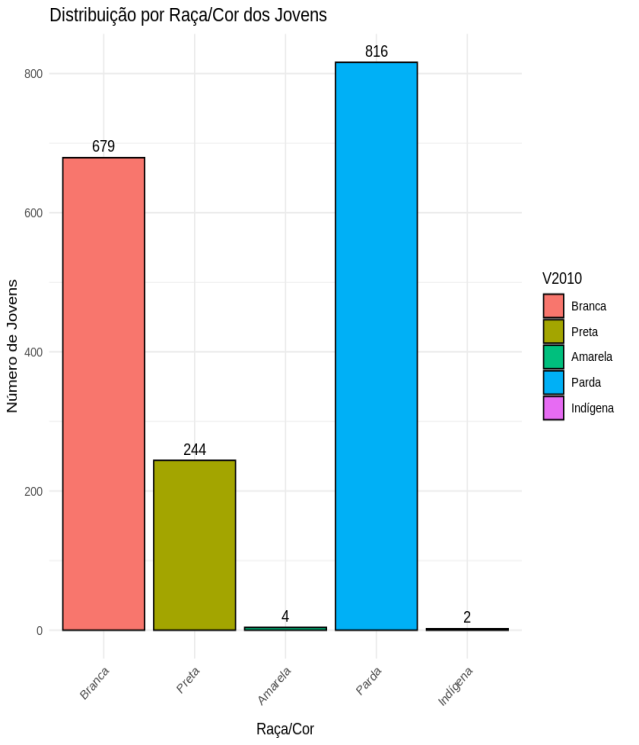 Distribuição por Raça/Cor dos Jovens
816
800
679
600
Número de Jovens
400
244
200
4
2
0
Branca
Preta
Amarela
Parda
Indígena
Raça/Cor
V2010
Branca
Preta
Amarela
Parda
Indígena